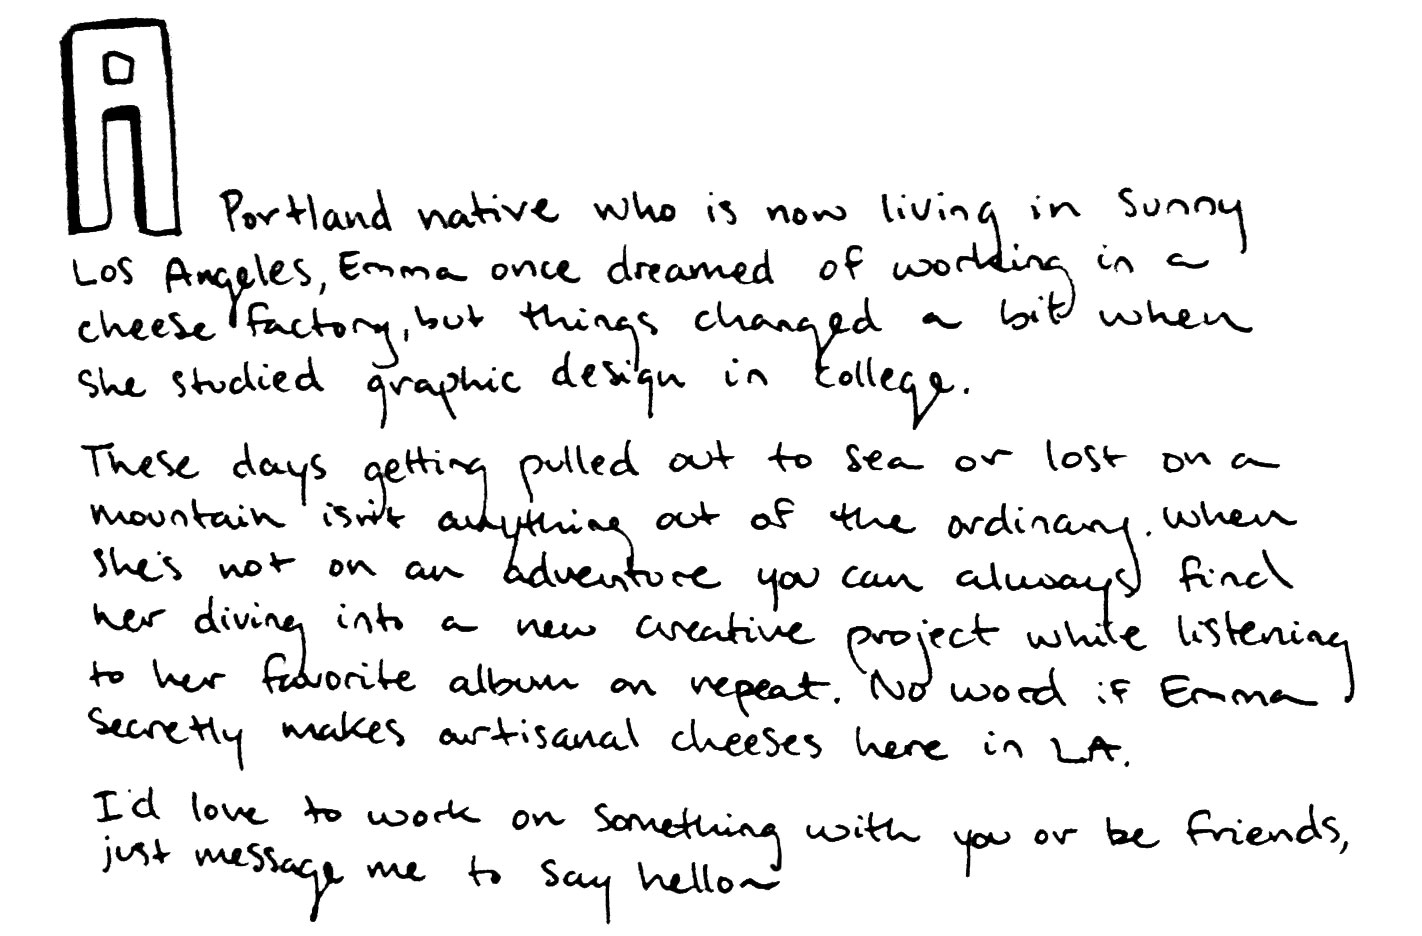 A Portland native who is now living in sunny
Los Angeles, Emma once dreamed of working in a
cheese factory, but things changed a bit when
she studied graphic design in college.
These days getting pulled out to sea or lost on a
mountain isn't anything out of the ordinary. When
she's not on an adventure you can always find
her diving into a new creative project while listening
to her favorite album on repeat. No word if Emma
secretly makes artisanal cheeses here in LA.
I'd love to work on something with you or be friends,
just message me to say hello~